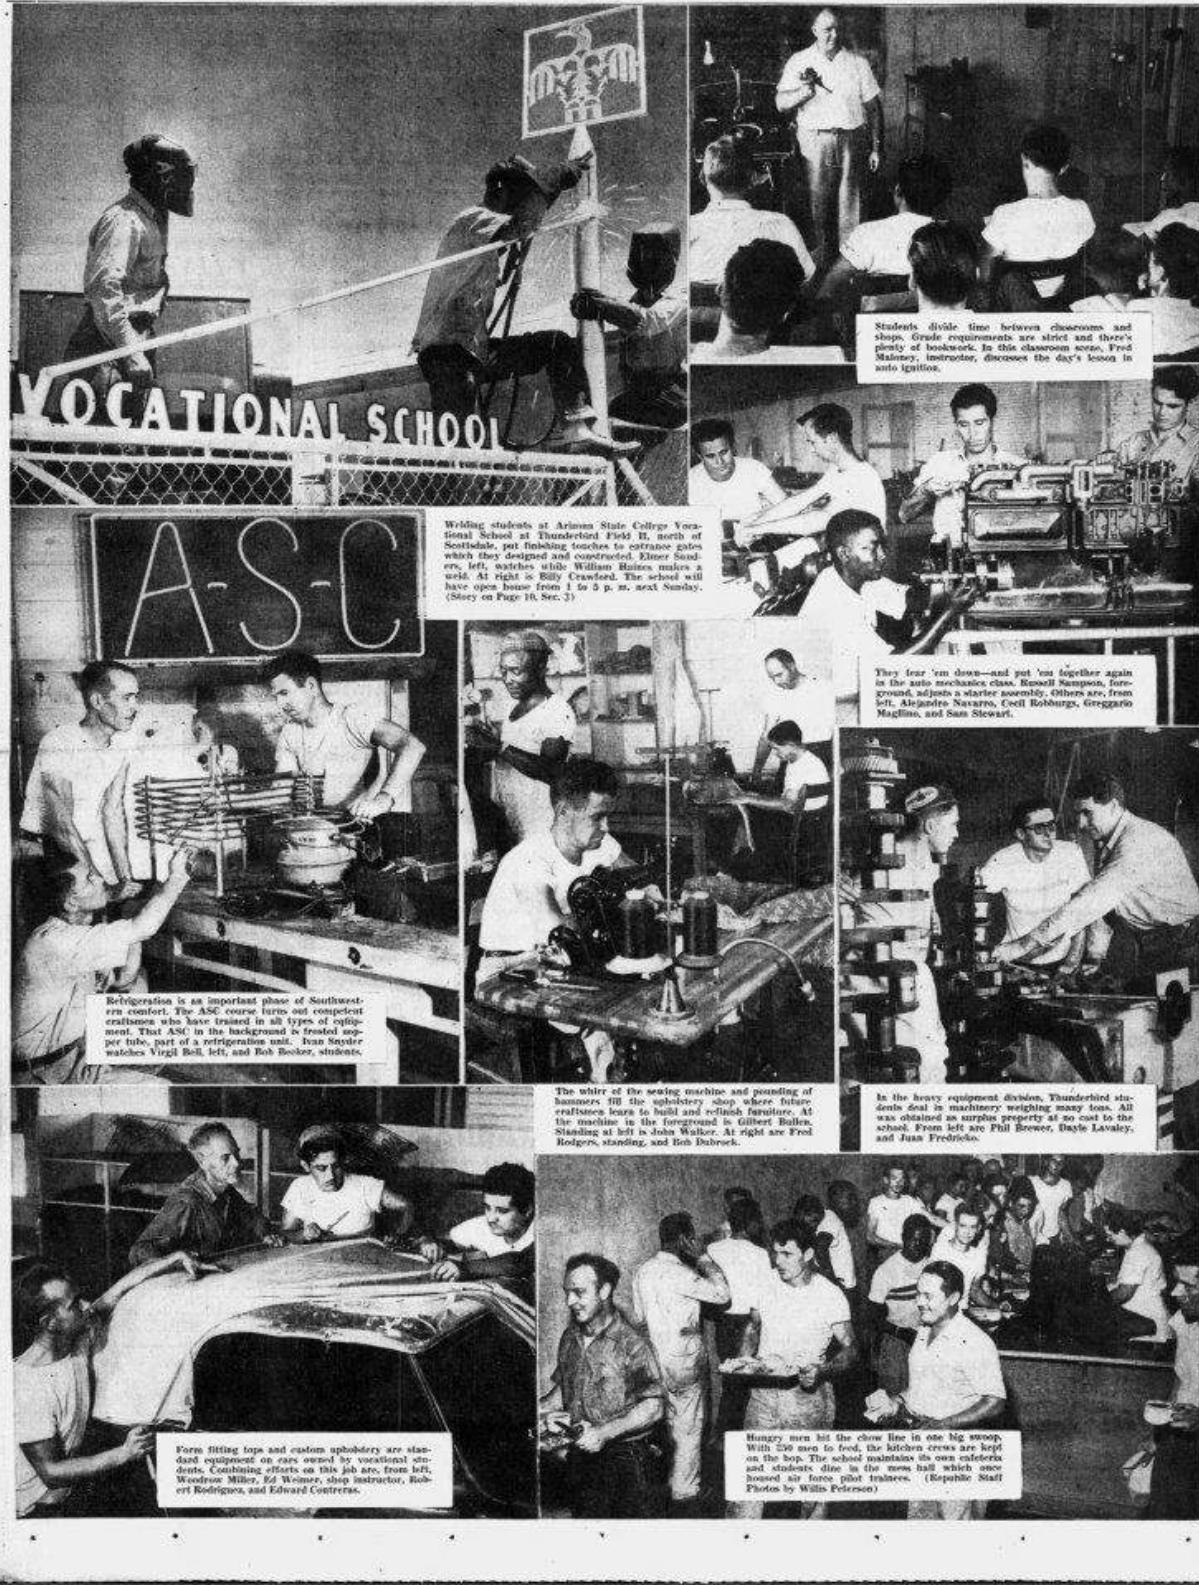 VOCATIONAL SCHOOL
Students divide time between classrooms and
shops. Grade requirements are strict and there's
plenty of bookwork. In this classroom scene, Fred
Maloney, instructor, discusses the day's lesson in
auto ignition.
Welding students at Arizona State College Voca-
tional School at Thunderbird Field II, north of
Scottsdale, put finishing touches to entrance gates
which they designed and constructed. Elmer Sand-
ers, left, watches while William Haines makes a
weld. At right is Billy Crawford. The school will
have open house from 1 to 5 p. m. next Sunday.
(Story on Page 10, Sec. 3)
A-S-C
They tear 'em down—and put 'em together again
in the auto mechanics class. Russell Sampson, fore-
ground, adjusts a starter assembly. Others are, from
left, Alejandro Navarro, Cecil Robburgs, Greggario
Magllino, and Sam Stewart.
Refrigeration is an important phase of Southwest-
ern comfort. The ASC course turns out competent
craftsmen who have trained in all types of equip-
ment. That ASC in the background is frosted cop-
per tube, part of a refrigeration unit. Ivan Snyder
watches Virgil Bell, left, and Bob Becker, students.
The whirr of the sewing machine and pounding of
hammers fill the upholstery shop where future
craftsmen learn to build and refinish furniture. At
the machine in the foreground is Gilbert Bullen.
Standing at left is John Walker. At right are Fred
Rodgers, standing, and Bob Dubrock.
In the heavy equipment division, Thunderbird stu-
dents deal in machinery weighing many tons. All
was obtained as surplus property at no cost to the
school. From left are Phil Brewer, Dayle Lavaley,
and Juan Fredricko.
Form fitting tops and custom upholstery are stan-
dard equipment on cars owned by vocational stu-
dents. Combining efforts on this job are, from left,
Woodrow Miller, Ed Weimer, shop instructor, Rob-
ert Rodriguez, and Edward Contreras.
Hungry men hit the chow line in one big swoop.
With 250 men to feed, the kitchen crews are kept
on the hop. The school maintains its own cafeteria
and students dine in the mess hall which once
housed air force pilot trainees. (Republic Staff
Photos by Willis Peterson)